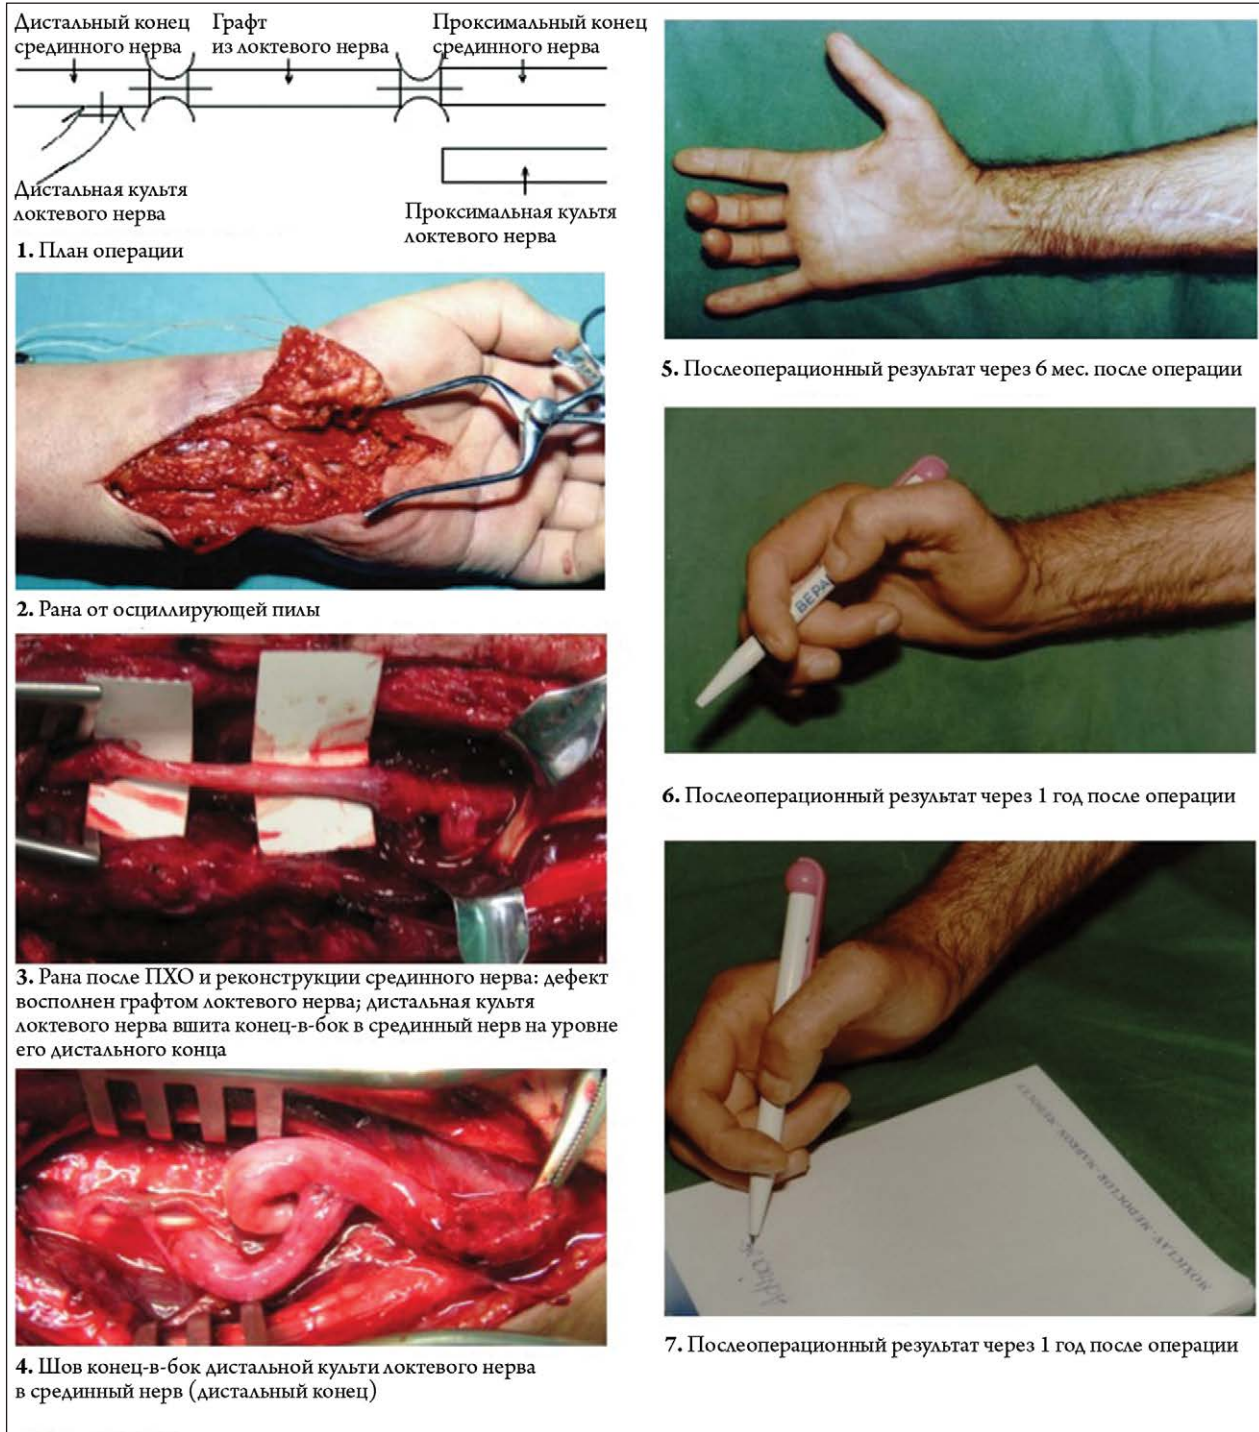 Дистальный конец
срединного нерва
Графт
из локтевого нерва
Проксимальный конец
срединного нерва
Дистальная культя
локтевого нерва
Проксимальная культя
локтевого нерва
1. План операции
2. Рана от осциллирующей пилы
3. Рана после ПХО и реконструкции срединного нерва: дефект
восполнен графтом локтевого нерва; дистальная культя
локтевого нерва вшита конец-в-бок в срединный нерв на уровне
его дистального конца
4. Шов конец-в-бок дистальной культи локтевого нерва
в срединный нерв (дистальный конец)
5. Послеоперационный результат через 6 мес. после операции
ВЕРА
6. Послеоперационный результат через 1 год после операции
MOXICLAV · MEDOCLOR · NAKOX · MEDOCEF
7. Послеоперационный результат через 1 год после операции